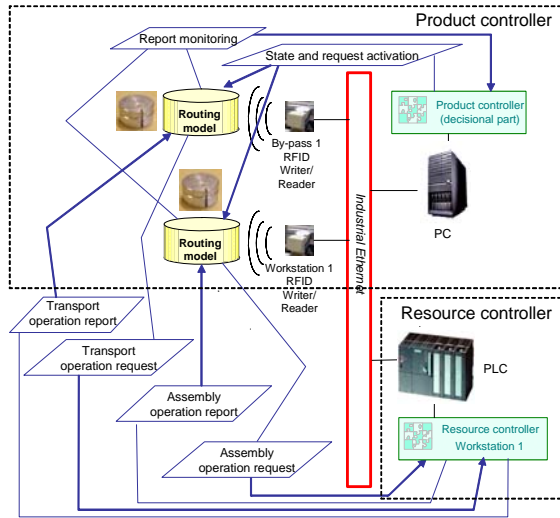 Product controller
Report monitoring
State and request activation
Routing
model
Product controller
(decisional part)
By-pass 1
RFID
Writer/
Reader
PC
Industrial Ethernet
Routing
model
Workstation 1
RFID
Writer/
Reader
Transport
operation report
Resource controller
Transport
operation request
PLC
Assembly
operation report
Resource controller
Workstation 1
Assembly
operation request